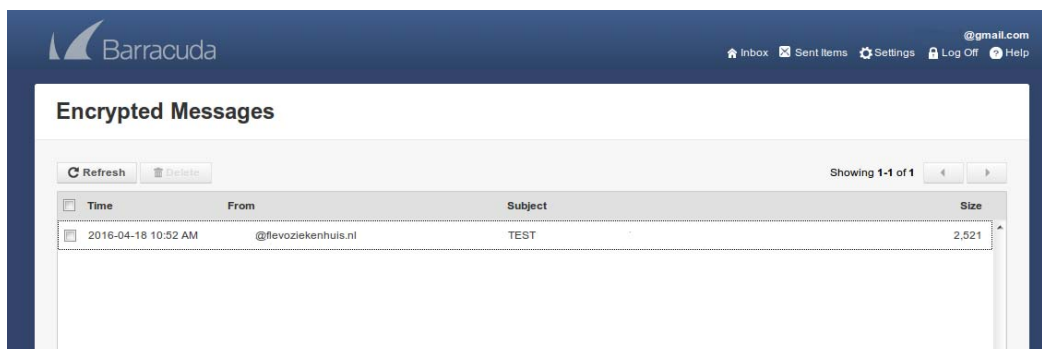 Barracuda
@gmail.com
Inbox Sent Items Settings Log Off ? Help
Encrypted Messages
Refresh Delete Showing 1-1 of 1
Time From Subject Size
2016-04-18 10:52 AM @flevoziekenhuis.nl TEST 2,521